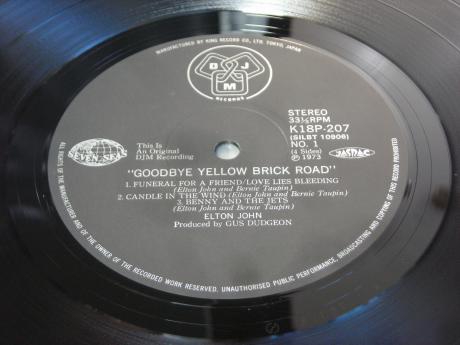 MANUFACTURED BY KING RECORD CO., LTD. TOKYO, JAPAN
DJM
RECORDS
STEREO
33⅓RPM
K18P-207
(SILBT 10906)
NO. 1
(4 Sides)
Ⓟ1973
JASRAC
This Is
An Original
DJM Recording
SEVEN SEAS
"GOODBYE YELLOW BRICK ROAD"
1. FUNERAL FOR A FRIEND/LOVE LIES BLEEDING
(Elton John and Bernie Taupin)
2. CANDLE IN THE WIND (Elton John and Bernie Taupin)
3. BENNY AND THE JETS
(Elton John and Bernie Taupin)
ELTON JOHN
Produced by GUS DUDGEON
ALL RIGHTS OF THE MANUFACTURER AND OF THE OWNER OF THE RECORDED WORK RESERVED. UNAUTHORISED PUBLIC PERFORMANCE, BROADCASTING AND COPYING OF THIS RECORD PROHIBITED.